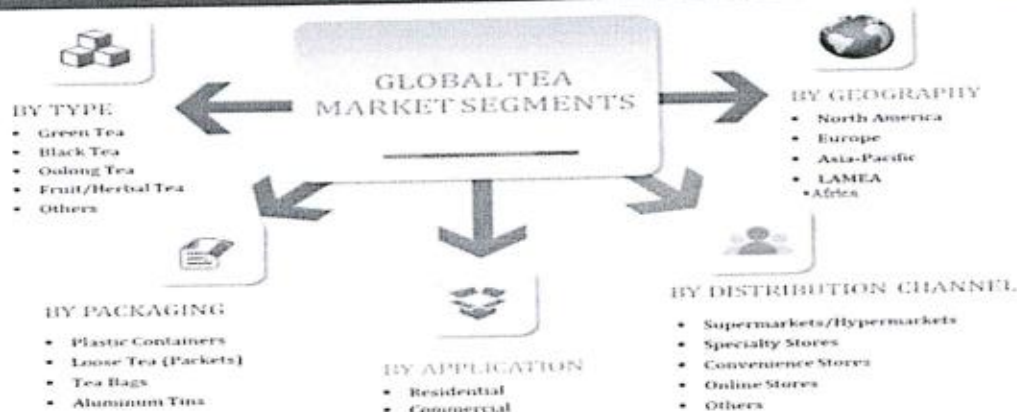 GLOBAL TEA
MARKET SEGMENTS
BY TYPE
• Green Tea
• Black Tea
• Oolong Tea
• Fruit/Herbal Tea
• Others
BY GEOGRAPHY
• North America
• Europe
• Asia-Pacific
• LAMEA
• Africa
BY PACKAGING
• Plastic Containers
• Loose Tea (Packets)
• Tea Bags
• Aluminum Tins
BY APPLICATION
• Residential
• Commercial
BY DISTRIBUTION CHANNEL
• Supermarkets/Hypermarkets
• Specialty Stores
• Convenience Stores
• Online Stores
• Others